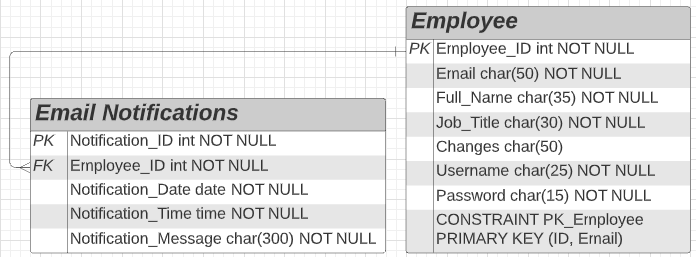 Employee
PK Employee_ID int NOT NULL
Email char(50) NOT NULL
Full_Name char(35) NOT NULL
Job_Title char(30) NOT NULL
Changes char(50)
Username char(25) NOT NULL
Password char(15) NOT NULL
CONSTRAINT PK_Employee
PRIMARY KEY (ID, Email)
Email Notifications
PK Notification_ID int NOT NULL
FK Employee_ID int NOT NULL
Notification_Date date NOT NULL
Notification_Time time NOT NULL
Notification_Message char(300) NOT NULL